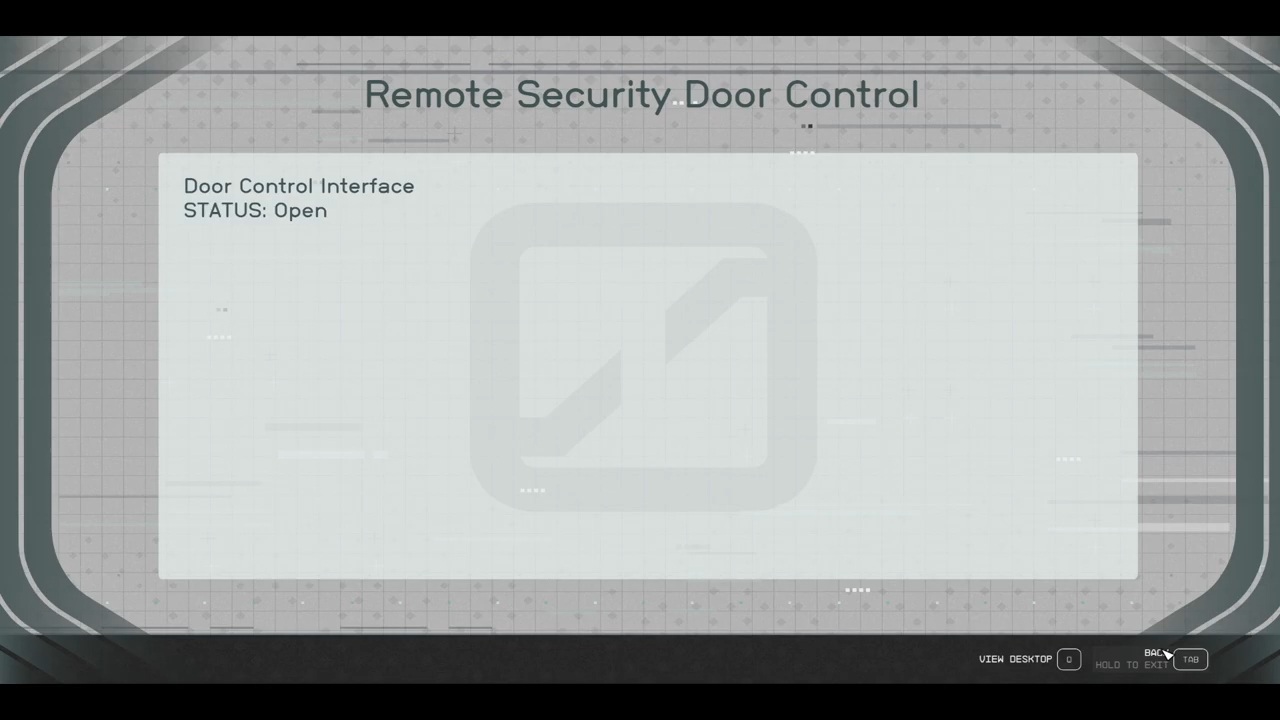 Remote Security Door Control
Door Control Interface
STATUS: Open
VIEW DESKTOP Q
HOLD TO EXIT TAB